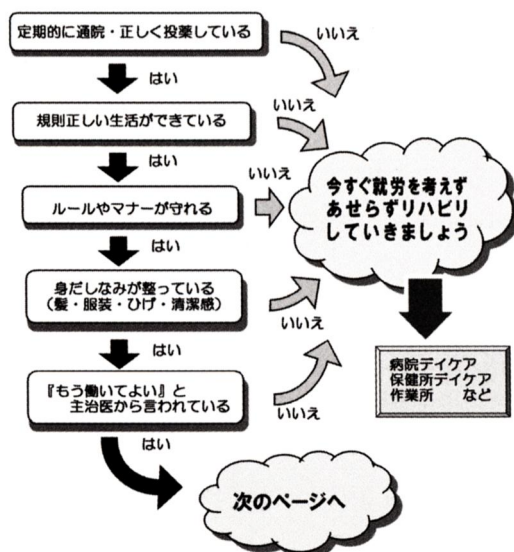 定期的に通院・正しく投薬している
いいえ
はい
規則正しい生活ができている
いいえ
はい
ルールやマナーが守れる
いいえ
今すぐ就労を考えず
あせらずリハビリ
していきましょう
はい
身だしなみが整っている
（髪・服装・ひげ・清潔感）
いいえ
はい
『もう働いてよい』と
主治医から言われている
いいえ
病院デイケア
保健所デイケア
作業所　など
はい
次のページへ